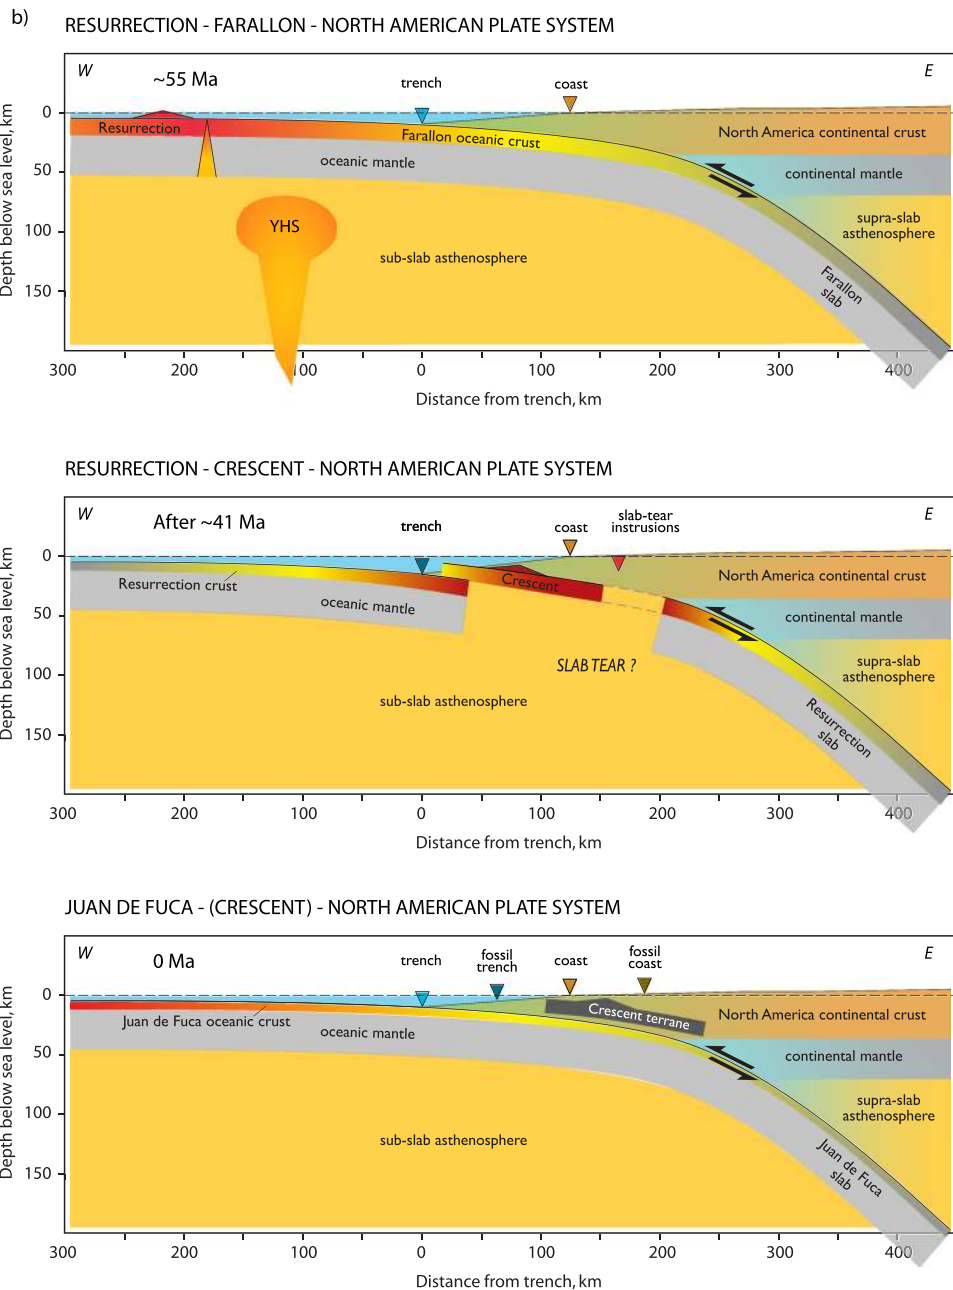 b)
RESURRECTION - FARALLON - NORTH AMERICAN PLATE SYSTEM
W
~55 Ma
trench
coast
E
0
50
100
150
Depth below sea level, km
Resurrection
Farallon oceanic crust
North America continental crust
oceanic mantle
continental mantle
YHS
supra-slab
asthenosphere
sub-slab asthenosphere
Farallon
slab
300
200
100
0
100
200
300
400
Distance from trench, km
RESURRECTION - CRESCENT - NORTH AMERICAN PLATE SYSTEM
W
After ~41 Ma
trench
coast
slab-tear
instrusions
E
0
50
100
150
Depth below sea level, km
Resurrection crust
Crescent
North America continental crust
oceanic mantle
continental mantle
SLAB TEAR ?
supra-slab
asthenosphere
sub-slab asthenosphere
Resurrection
slab
300
200
100
0
100
200
300
400
Distance from trench, km
JUAN DE FUCA - (CRESCENT) - NORTH AMERICAN PLATE SYSTEM
W
0 Ma
trench
fossil
trench
coast
fossil
coast
E
0
50
100
150
Depth below sea level, km
Juan de Fuca oceanic crust
Crescent terrane
North America continental crust
oceanic mantle
continental mantle
supra-slab
asthenosphere
sub-slab asthenosphere
Juan de Fuca
slab
300
200
100
0
100
200
300
400
Distance from trench, km